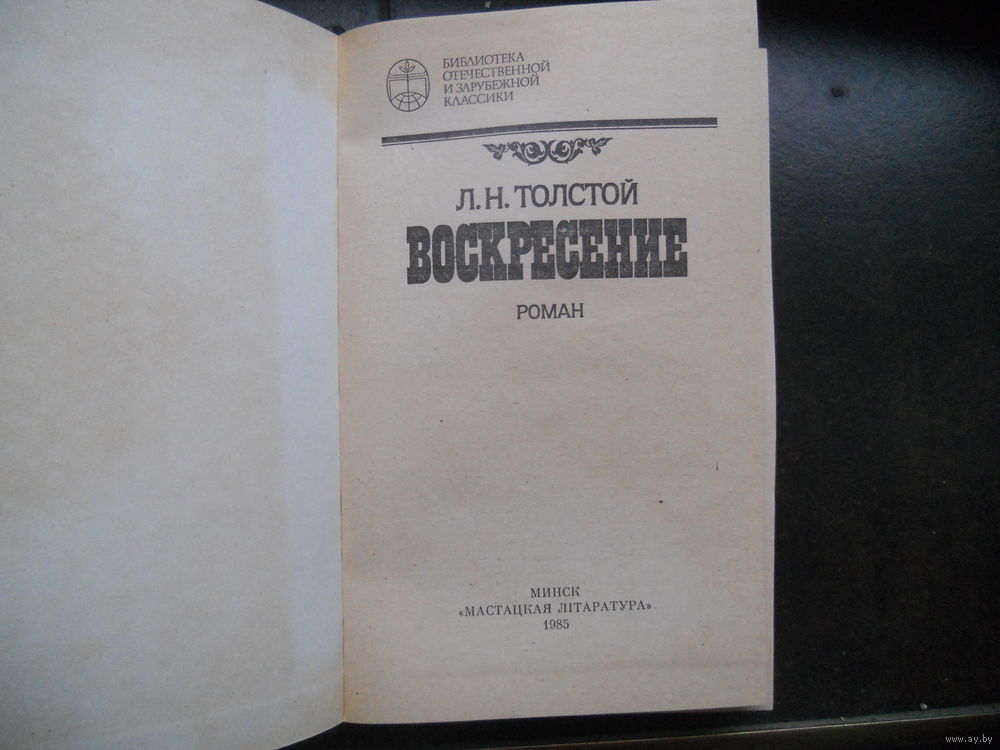 БИБЛИОТЕКА
ОТЕЧЕСТВЕННОЙ
И ЗАРУБЕЖНОЙ
КЛАССИКИ
Л. Н. ТОЛСТОЙ
ВОСКРЕСЕНИЕ
РОМАН
МИНСК
«МАСТАЦКАЯ ЛІТАРАТУРА»
1985
www.ay.by